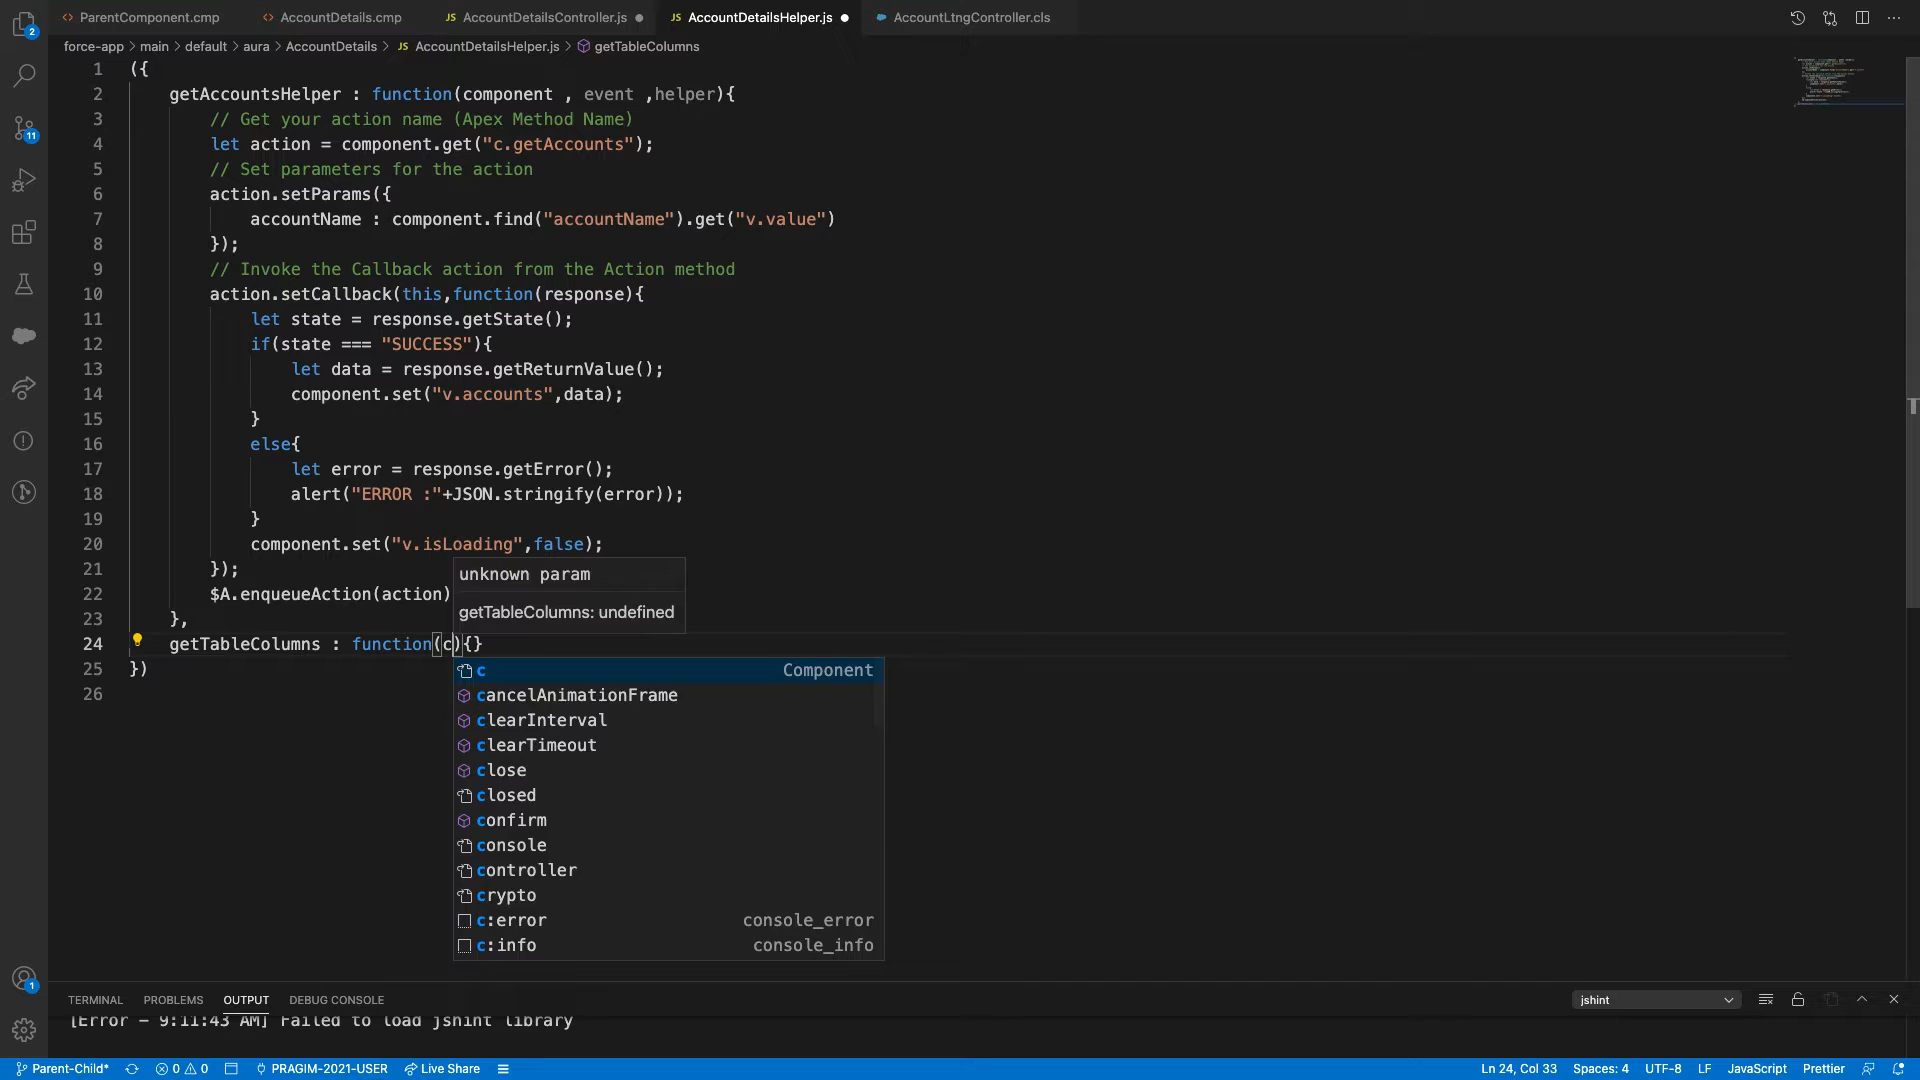 ParentComponent.cmp AccountDetails.cmp JS AccountDetailsController.js JS AccountDetailsHelper.js AccountLtngController.cls
force-app > main > default > aura > AccountDetails > JS AccountDetailsHelper.js > getTableColumns
1 ({
2 getAccountsHelper : function(component , event ,helper){
3 // Get your action name (Apex Method Name)
4 let action = component.get("c.getAccounts");
5 // Set parameters for the action
6 action.setParams({
7 accountName : component.find("accountName").get("v.value")
8 });
9 // Invoke the Callback action from the Action method
10 action.setCallback(this,function(response){
11 let state = response.getState();
12 if(state === "SUCCESS"){
13 let data = response.getReturnValue();
14 component.set("v.accounts",data);
15 }
16 else{
17 let error = response.getError();
18 alert("ERROR :"+JSON.stringify(error));
19 }
20 component.set("v.isLoading",false);
21 });
unknown param
22 $A.enqueueAction(action)
getTableColumns: undefined
23 },
24 getTableColumns : function(c){}
25 })
c Component
26
cancelAnimationFrame
clearInterval
clearTimeout
close
closed
confirm
console
controller
crypto
c:error console_error
c:info console_info
TERMINAL PROBLEMS OUTPUT DEBUG CONSOLE jshint
[Error - 9:11:43 AM] Failed to load jshint library
Parent-Child* 0 0 PRAGIM-2021-USER Live Share Ln 24, Col 33 Spaces: 4 UTF-8 LF JavaScript Prettier
2
11
1